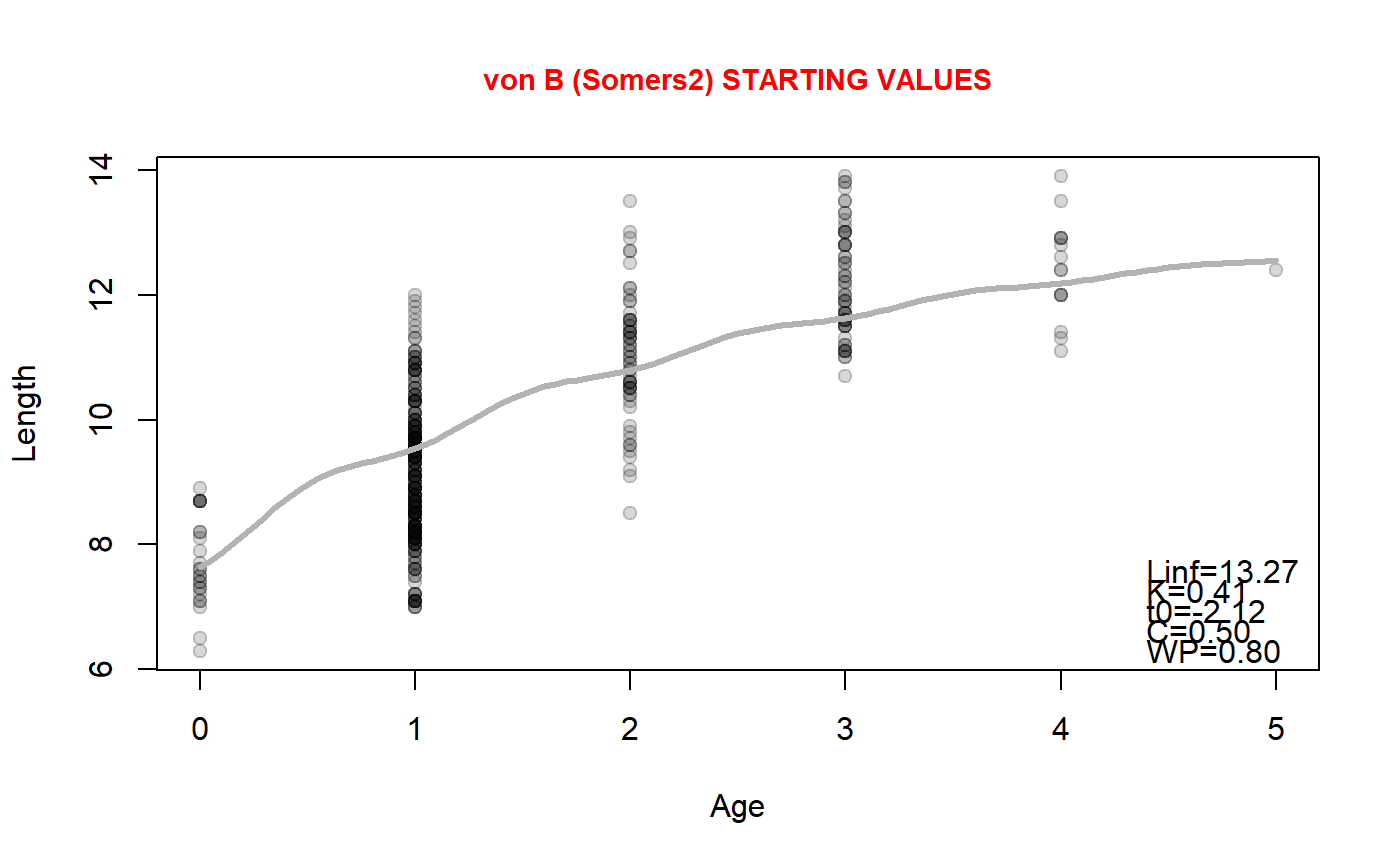 von B (Somers2) STARTING VALUES
Length
14
12
10
8
6
Linf=13.27
K=0.41
t0=-2.12
C=0.50
WP=0.80
0 1 2 3 4 5
Age